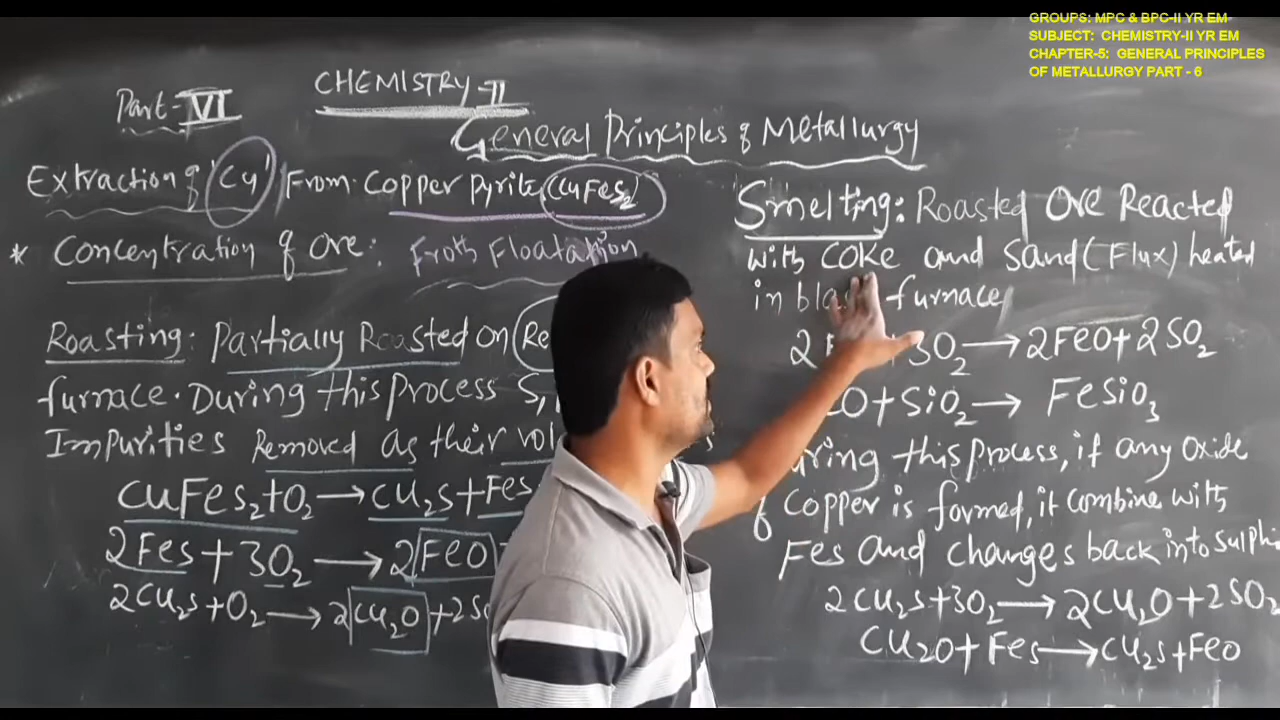 GROUPS: MPC & BPC-II YR EM-
SUBJECT: CHEMISTRY-II YR EM
CHAPTER-5: GENERAL PRINCIPLES
OF METALLURGY PART - 6
Part-VI
CHEMISTRY-II
General Principles of Metallurgy
Extraction of 'Cu' From Copper Pyrite (CuFeS2)
* Concentration of Ore: Froth Floatation
Roasting: Partially Roasted on
furnace. During this Process S,
Impurities Removed as their
CuFeS2+O2→Cu2S+FeS
2FeS+3O2→2FeO
2Cu2S+O2→2Cu2O+2SO
Smelting: Roasted Ore Reacted
with COKE and Sand (Flux) heated
in furnace
2 →2FeO+2SO2
+SiO2→FeSiO3
During this Process, if any Oxide
of Copper is formed, it combine with
FeS and changes back into
2Cu2S+3O2→2Cu2O+2SO2
Cu2O+FeS→Cu2S+FeO